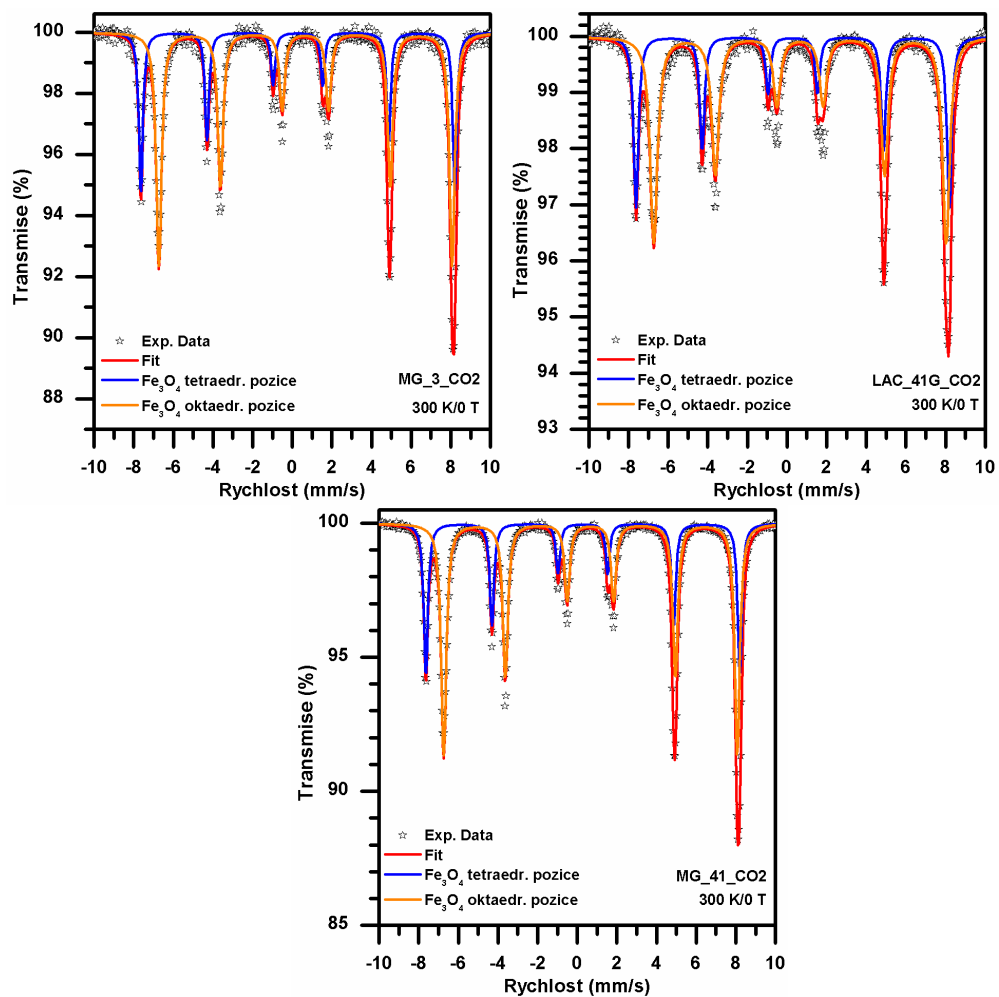 Transmise (%)
100
98
96
94
92
90
88
Exp. Data
Fit
Fe3O4 tetraedr. pozice
Fe3O4 oktaedr. pozice
MG_3_CO2
300 K/0 T
-10 -8 -6 -4 -2 0 2 4 6 8 10
Rychlost (mm/s)
Transmise (%)
100
99
98
97
96
95
94
93
Exp. Data
Fit
Fe3O4 tetraedr. pozice
Fe3O4 oktaedr. pozice
LAC_41G_CO2
300 K/0 T
-10 -8 -6 -4 -2 0 2 4 6 8 10
Rychlost (mm/s)
Transmise (%)
100
95
90
85
Exp. Data
Fit
Fe3O4 tetraedr. pozice
Fe3O4 oktaedr. pozice
MG_41_CO2
300 K/0 T
-10 -8 -6 -4 -2 0 2 4 6 8 10
Rychlost (mm/s)